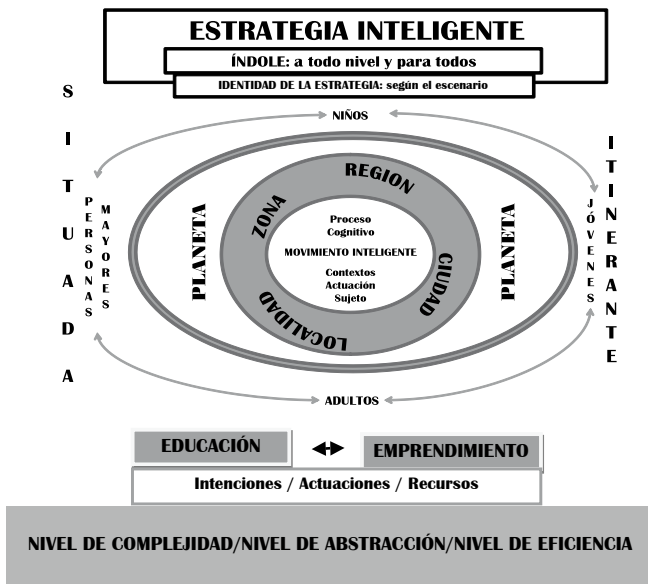 ESTRATEGIA INTELIGENTE
ÍNDOLE: a todo nivel y para todos
IDENTIDAD DE LA ESTRATEGIA: según el escenario
SITUADA
NIÑOS
ITINERANTE
PERSONAS
MAYORES
JÓVENES
PLANETA
ZONA
REGION
CIUDAD
LOCALIDAD
PLANETA
Proceso
Cognitivo
MOVIMIENTO INTELIGENTE
Contextos
Actuación
Sujeto
ADULTOS
EDUCACIÓN
EMPRENDIMIENTO
Intenciones / Actuaciones / Recursos
NIVEL DE COMPLEJIDAD/NIVEL DE ABSTRACCIÓN/NIVEL DE EFICIENCIA